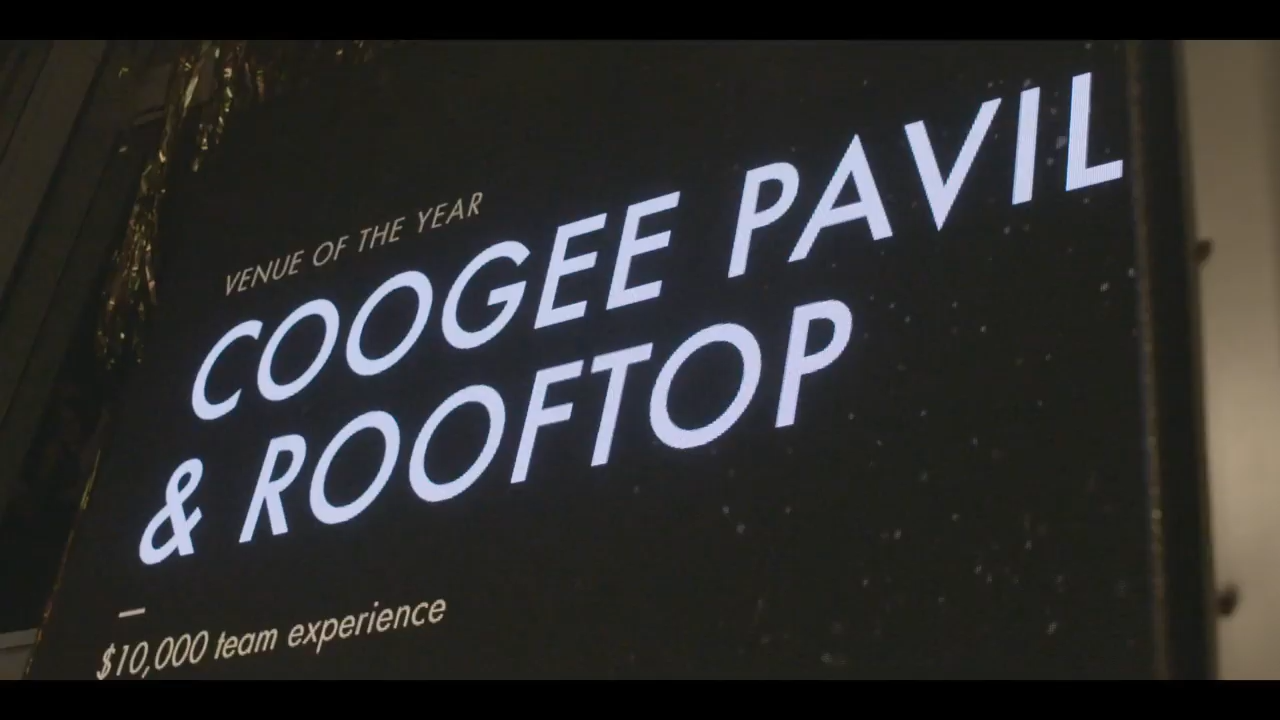 VENUE OF THE YEAR
COOGEE PAVIL
& ROOFTOP
$10,000 team experience